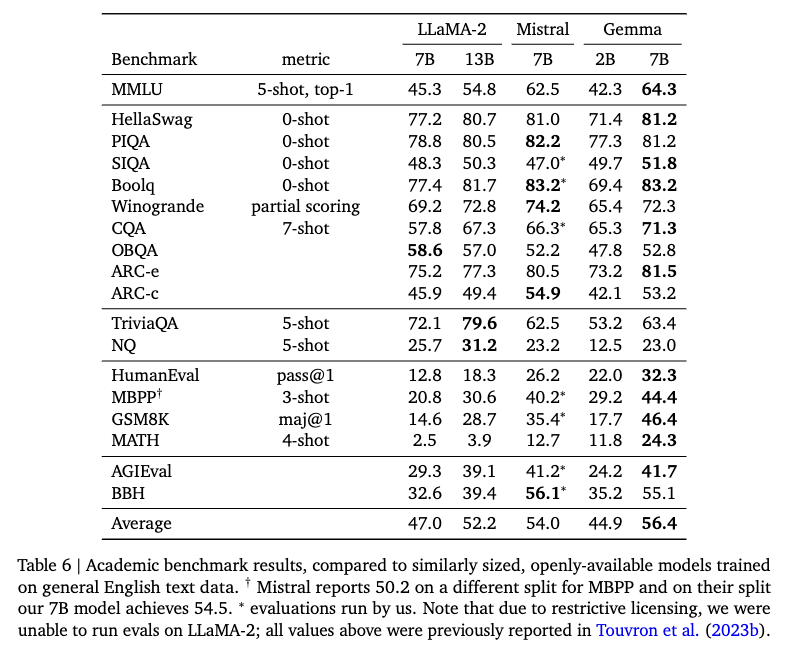 LLaMA-2 Mistral Gemma
Benchmark metric 7B 13B 7B 2B 7B
MMLU 5-shot, top-1 45.3 54.8 62.5 42.3 64.3
HellaSwag 0-shot 77.2 80.7 81.0 71.4 81.2
PIQA 0-shot 78.8 80.5 82.2 77.3 81.2
SIQA 0-shot 48.3 50.3 47.0* 49.7 51.8
Boolq 0-shot 77.4 81.7 83.2* 69.4 83.2
Winogrande partial scoring 69.2 72.8 74.2 65.4 72.3
CQA 7-shot 57.8 67.3 66.3* 65.3 71.3
OBQA 58.6 57.0 52.2 47.8 52.8
ARC-e 75.2 77.3 80.5 73.2 81.5
ARC-c 45.9 49.4 54.9 42.1 53.2
TriviaQA 5-shot 72.1 79.6 62.5 53.2 63.4
NQ 5-shot 25.7 31.2 23.2 12.5 23.0
HumanEval pass@1 12.8 18.3 26.2 22.0 32.3
MBPP† 3-shot 20.8 30.6 40.2* 29.2 44.4
GSM8K maj@1 14.6 28.7 35.4* 17.7 46.4
MATH 4-shot 2.5 3.9 12.7 11.8 24.3
AGIEval 29.3 39.1 41.2* 24.2 41.7
BBH 32.6 39.4 56.1* 35.2 55.1
Average 47.0 52.2 54.0 44.9 56.4
Table 6 | Academic benchmark results, compared to similarly sized, openly-available models trained
on general English text data. † Mistral reports 50.2 on a different split for MBPP and on their split
our 7B model achieves 54.5. * evaluations run by us. Note that due to restrictive licensing, we were
unable to run evals on LLaMA-2; all values above were previously reported in Touvron et al. (2023b).